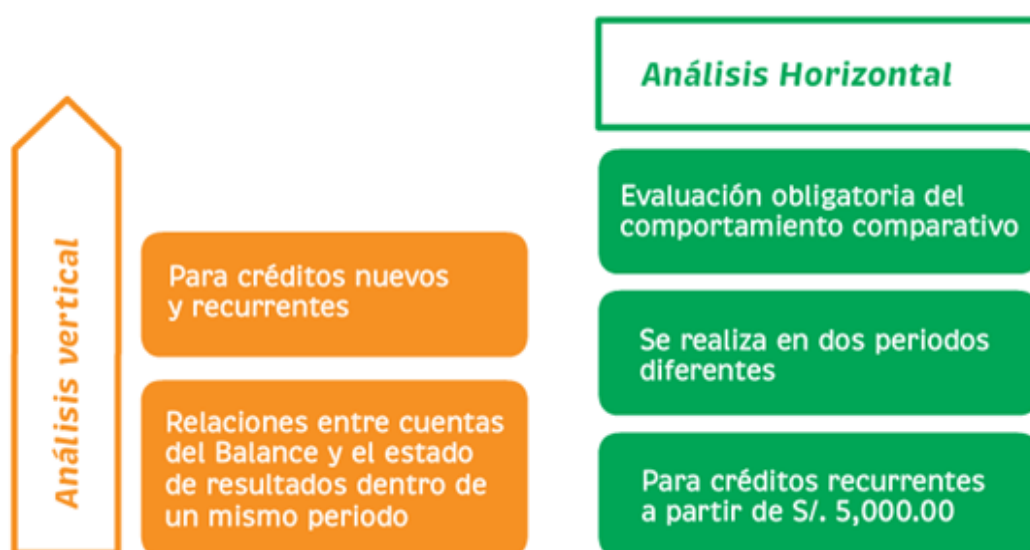 Análisis vertical
Para créditos nuevos
y recurrentes
Relaciones entre cuentas
del Balance y el estado
de resultados dentro de
un mismo periodo
Análisis Horizontal
Evaluación obligatoria del
comportamiento comparativo
Se realiza en dos periodos
diferentes
Para créditos recurrentes
a partir de S/. 5,000.00